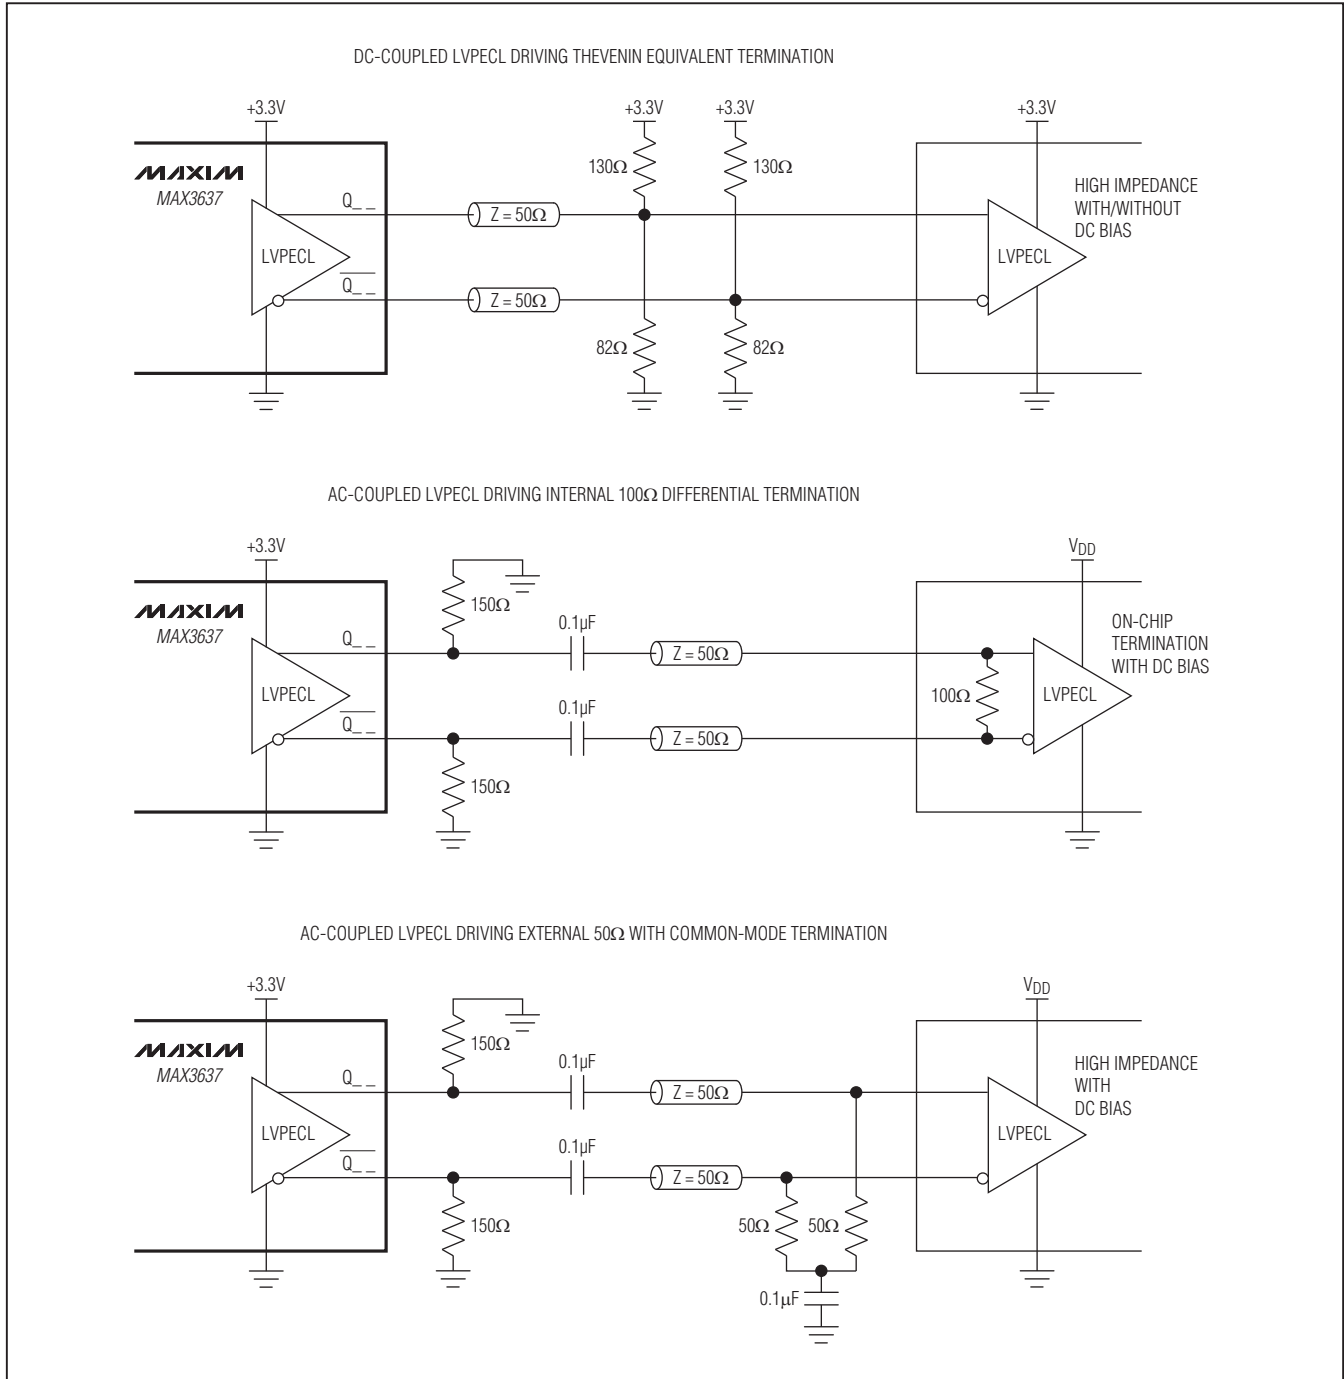 DC-COUPLED LVPECL DRIVING THEVENIN EQUIVALENT TERMINATION
+3.3V +3.3V +3.3V +3.3V
130Ω 130Ω
MAXIM
MAX3637
HIGH IMPEDANCE
WITH/WITHOUT
DC BIAS
Q_ _
Z = 50Ω
LVPECL LVPECL
Q_ _
Z = 50Ω
82Ω 82Ω
AC-COUPLED LVPECL DRIVING INTERNAL 100Ω DIFFERENTIAL TERMINATION
+3.3V VDD
150Ω
MAXIM
MAX3637
0.1µF
ON-CHIP
TERMINATION
WITH DC BIAS
Q_ _
Z = 50Ω
LVPECL 100Ω LVPECL
0.1µF
Q_ _
Z = 50Ω
150Ω
AC-COUPLED LVPECL DRIVING EXTERNAL 50Ω WITH COMMON-MODE TERMINATION
+3.3V VDD
150Ω
MAXIM
MAX3637
0.1µF
HIGH IMPEDANCE
WITH
DC BIAS
Q_ _
Z = 50Ω
LVPECL LVPECL
0.1µF
Q_ _
Z = 50Ω
150Ω 50Ω 50Ω
0.1µF